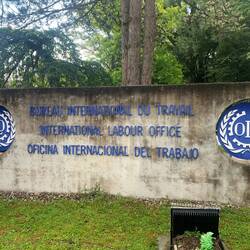 BUREAU INTERNATIONAL DU TRAVAIL
INTERNATIONAL LABOUR OFFICE
OFICINA INTERNACIONAL DEL TRABAJO